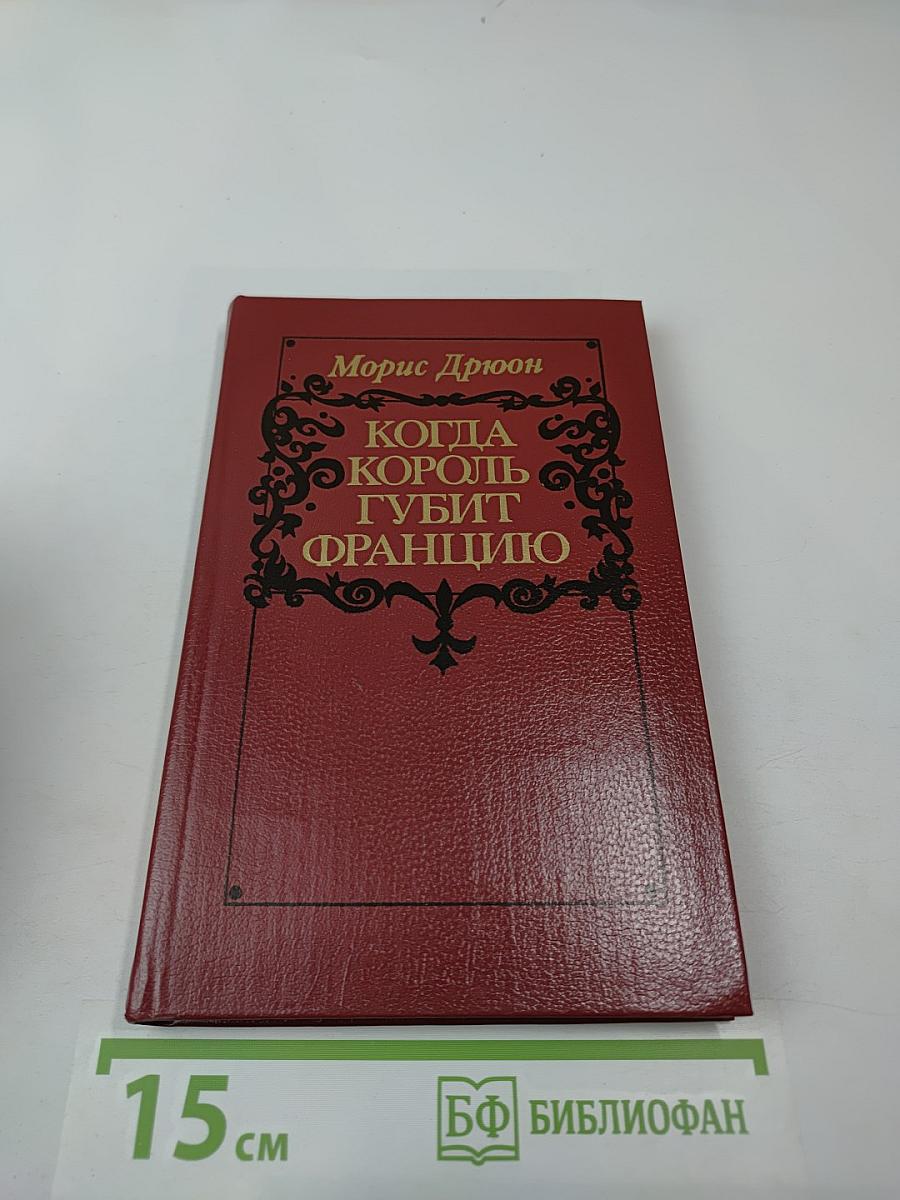 Морис Дрюон
КОГДА
КОРОЛЬ
ГУБИТ
ФРАНЦИЮ
15 см
БФ БИБЛИОФАН